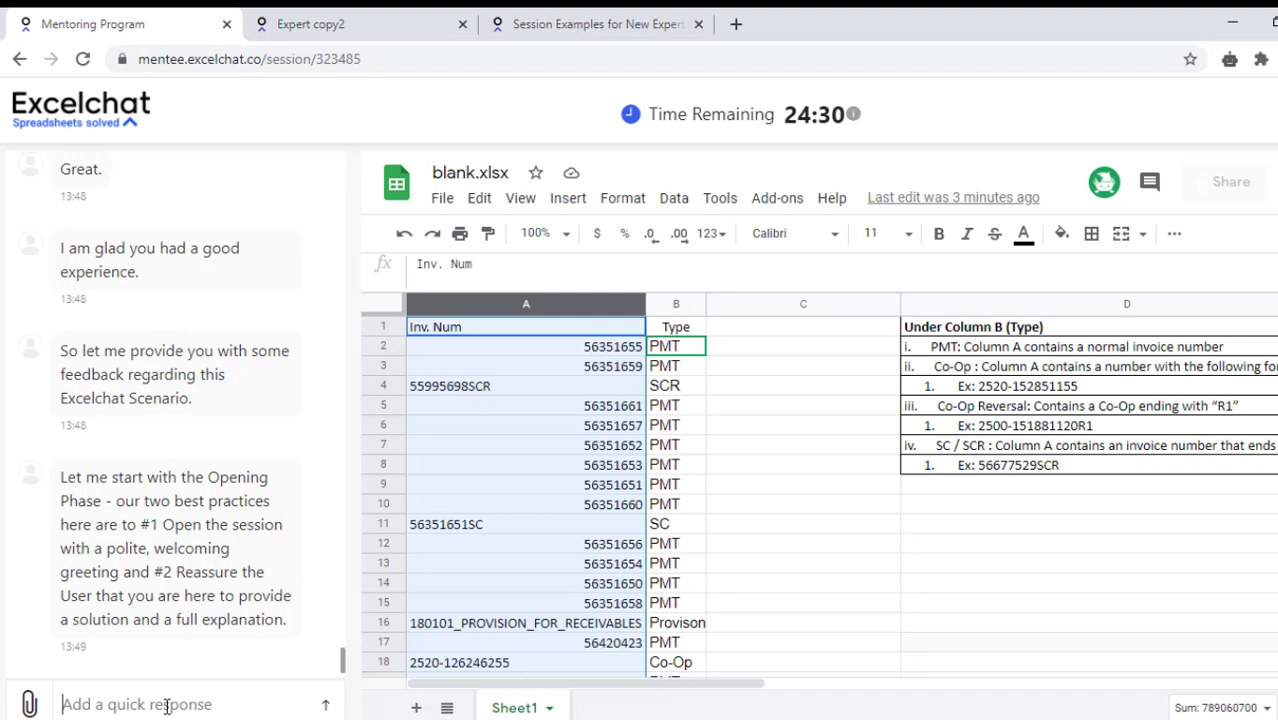 Mentoring Program
Expert copy2
Session Examples for New Expert
mentee.excelchat.co/session/323485
Excelchat
Spreadsheets solved
Time Remaining 24:30
Great.
13:48
I am glad you had a good
experience.
13:48
So let me provide you with some
feedback regarding this
Excelchat Scenario.
13:48
Let me start with the Opening
Phase - our two best practices
here are to #1 Open the session
with a polite, welcoming
greeting and #2 Reassure the
User that you are here to provide
a solution and a full explanation.
13:49
Add a quick response
blank.xlsx
File Edit View Insert Format Data Tools Add-ons Help Last edit was 3 minutes ago
Share
100% $ % .0 .00 123 Calibri 11 B I S A
fx Inv. Num
A B C D
1 Inv. Num Type Under Column B (Type)
2 56351655 PMT i. PMT: Column A contains a normal invoice number
3 56351659 PMT ii. Co-Op : Column A contains a number with the following fo
4 55995698SCR SCR 1. Ex: 2520-152851155
5 56351661 PMT iii. Co-Op Reversal: Contains a Co-Op ending with “R1”
6 56351657 PMT 1. Ex: 2500-151881120R1
7 56351652 PMT iv. SC / SCR : Column A contains an invoice number that ends
8 56351653 PMT 1. Ex: 56677529SCR
9 56351651 PMT
10 56351660 PMT
11 56351651SC SC
12 56351656 PMT
13 56351654 PMT
14 56351650 PMT
15 56351658 PMT
16 180101_PROVISION_FOR_RECEIVABLES Provison
17 56420423 PMT
18 2520-126246255 Co-Op
Sheet1
Sum: 789060700